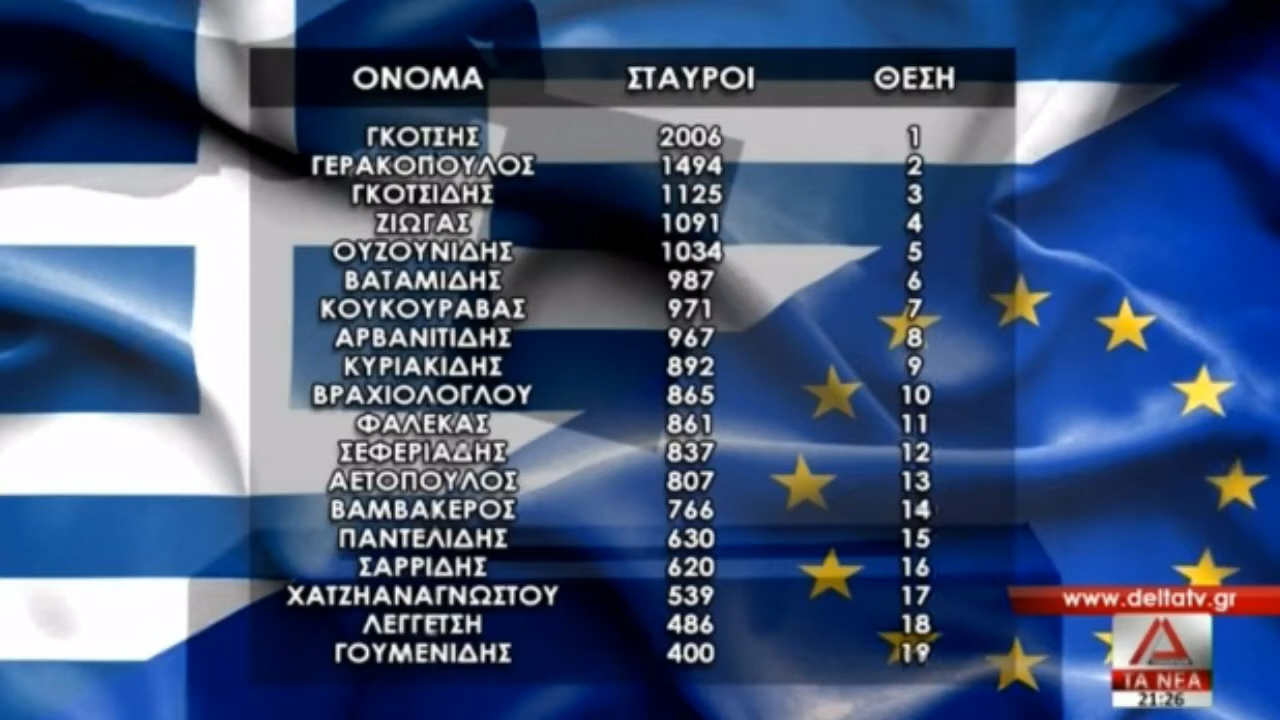 ΟΝΟΜΑ ΣΤΑΥΡΟΙ ΘΕΣΗ
ΓΚΟΤΣΗΣ 2006 1
ΓΕΡΑΚΟΠΟΥΛΟΣ 1494 2
ΓΚΟΤΣΙΔΗΣ 1125 3
ΖΙΩΓΑΣ 1091 4
ΟΥΖΟΥΝΙΔΗΣ 1034 5
ΒΑΤΑΜΙΔΗΣ 987 6
ΚΟΥΚΟΥΡΑΒΑΣ 971 7
ΑΡΒΑΝΙΤΙΔΗΣ 967 8
ΚΥΡΙΑΚΙΔΗΣ 892 9
ΒΡΑΧΙΟΛΟΓΛΟΥ 865 10
ΦΑΛΕΚΑΣ 861 11
ΣΕΦΕΡΙΑΔΗΣ 837 12
ΑΕΤΟΠΟΥΛΟΣ 807 13
ΒΑΜΒΑΚΕΡΟΣ 766 14
ΠΑΝΤΕΛΙΔΗΣ 630 15
ΣΑΡΡΙΔΗΣ 620 16
ΧΑΤΖΗΑΝΑΓΝΩΣΤΟΥ 539 17
ΛΕΓΓΕΤΣΗ 486 18
ΓΟΥΜΕΝΙΔΗΣ 400 19
www.deltatv.gr
ΤΑ ΝΕΑ
21:26